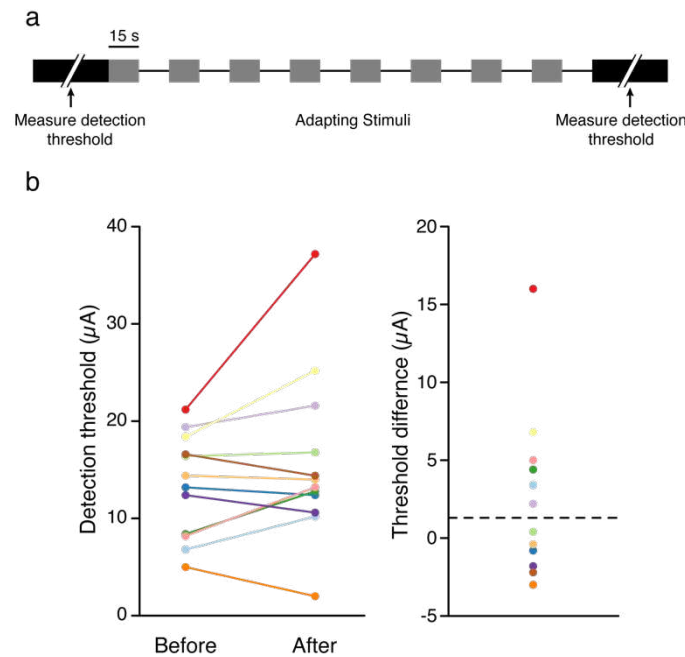 a
15 s
Measure detection
threshold
Adapting Stimuli
Measure detection
threshold
b
Detection threshold (µA)
40
30
20
10
0
Before
After
Threshold differnce (µA)
20
15
10
5
0
-5